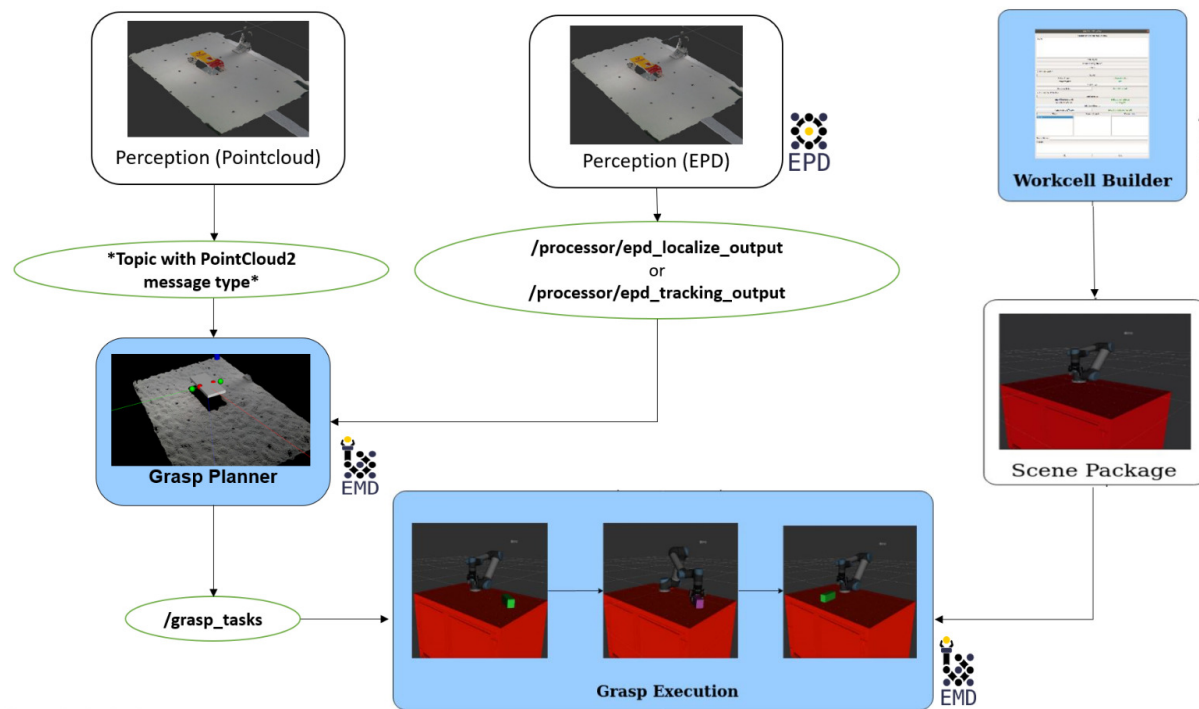 Perception (Pointcloud)
Perception (EPD)
EPD
Workcell Builder
*Topic with PointCloud2
message type*
/processor/epd_localize_output
or
/processor/epd_tracking_output
Grasp Planner
EMD
Scene Package
/grasp_tasks
Grasp Execution
EMD